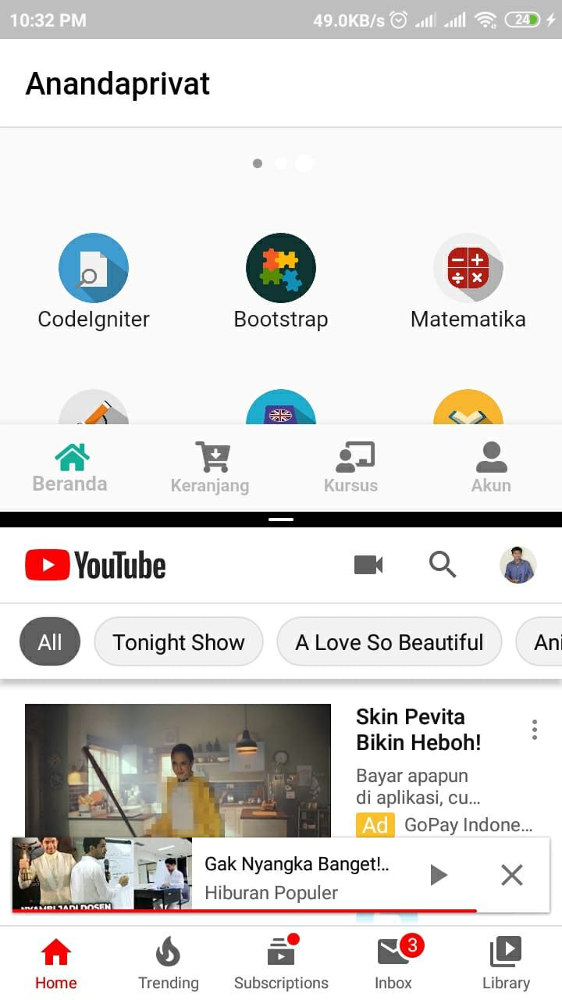 10:32 PM
49.0KB/s
24
Anandaprivat
CodeIgniter
Bootstrap
Matematika
Beranda
Keranjang
Kursus
Akun
YouTube
All
Tonight Show
A Love So Beautiful
Ani
Skin Pevita
Bikin Heboh!
Bayar apapun
di aplikasi, cu...
Ad GoPay Indone...
Gak Nyangka Banget!..
Hiburan Populer
NYAMBI JADI DOSEN
3
Home
Trending
Subscriptions
Inbox
Library